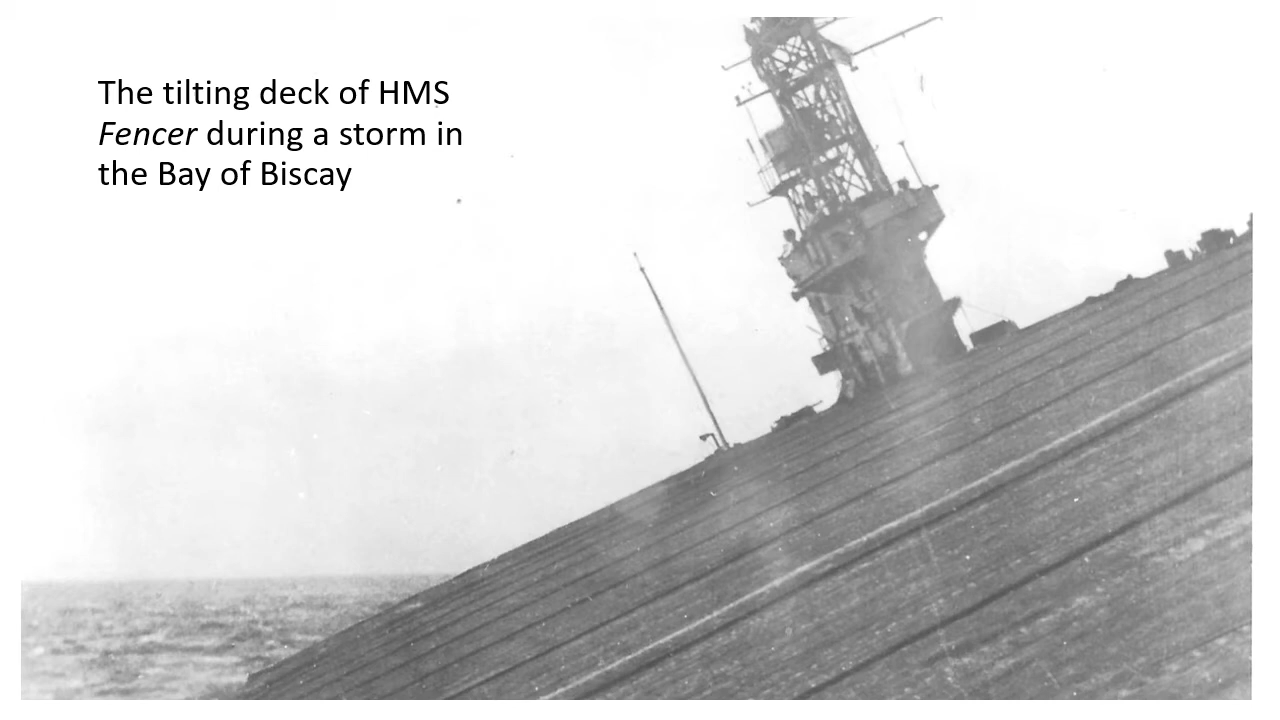 The tilting deck of HMS
Fencer during a storm in
the Bay of Biscay